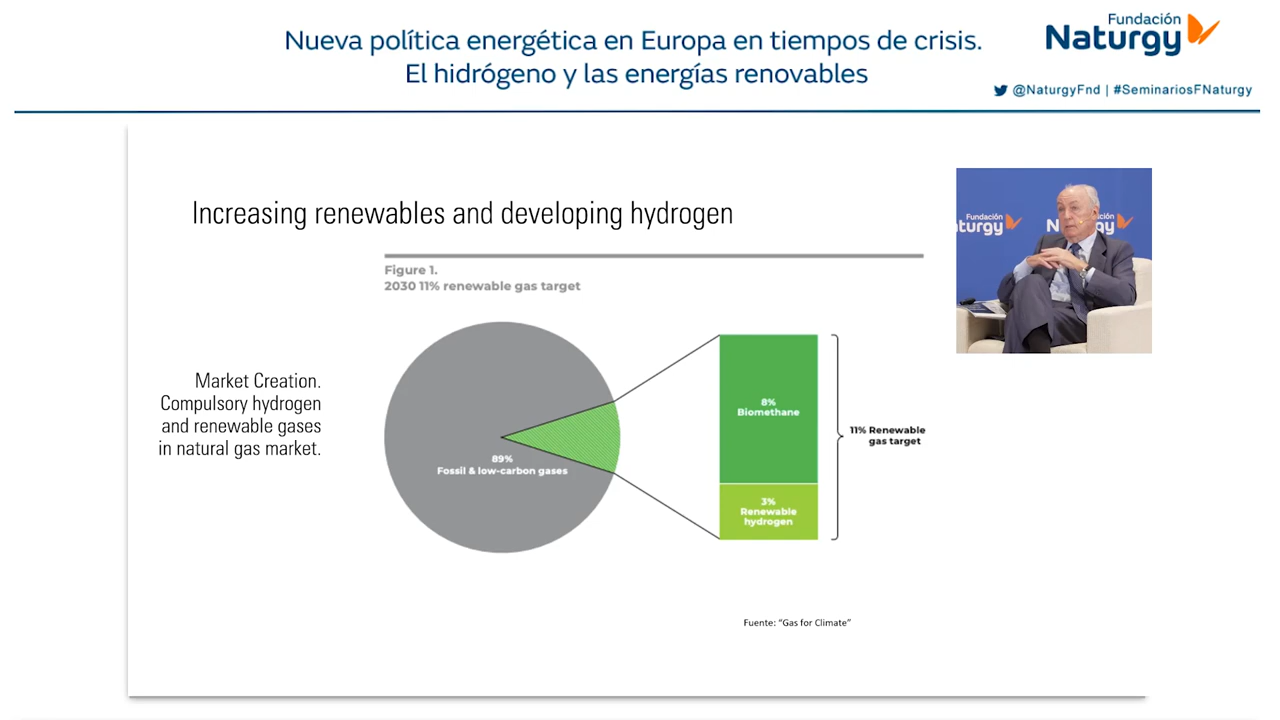 Nueva política energética en Europa en tiempos de crisis.
El hidrógeno y las energías renovables
Fundación
Naturgy
@NaturgyFnd | #SeminariosFNaturgy
Increasing renewables and developing hydrogen
Figure 1.
2030 11% renewable gas target
Market Creation.
Compulsory hydrogen
and renewable gases
in natural gas market.
89%
Fossil & low-carbon gases
8%
Biomethane
3%
Renewable
hydrogen
11% Renewable
gas target
Fuente: “Gas for Climate”
Fundación
turgy
N
ción
gy